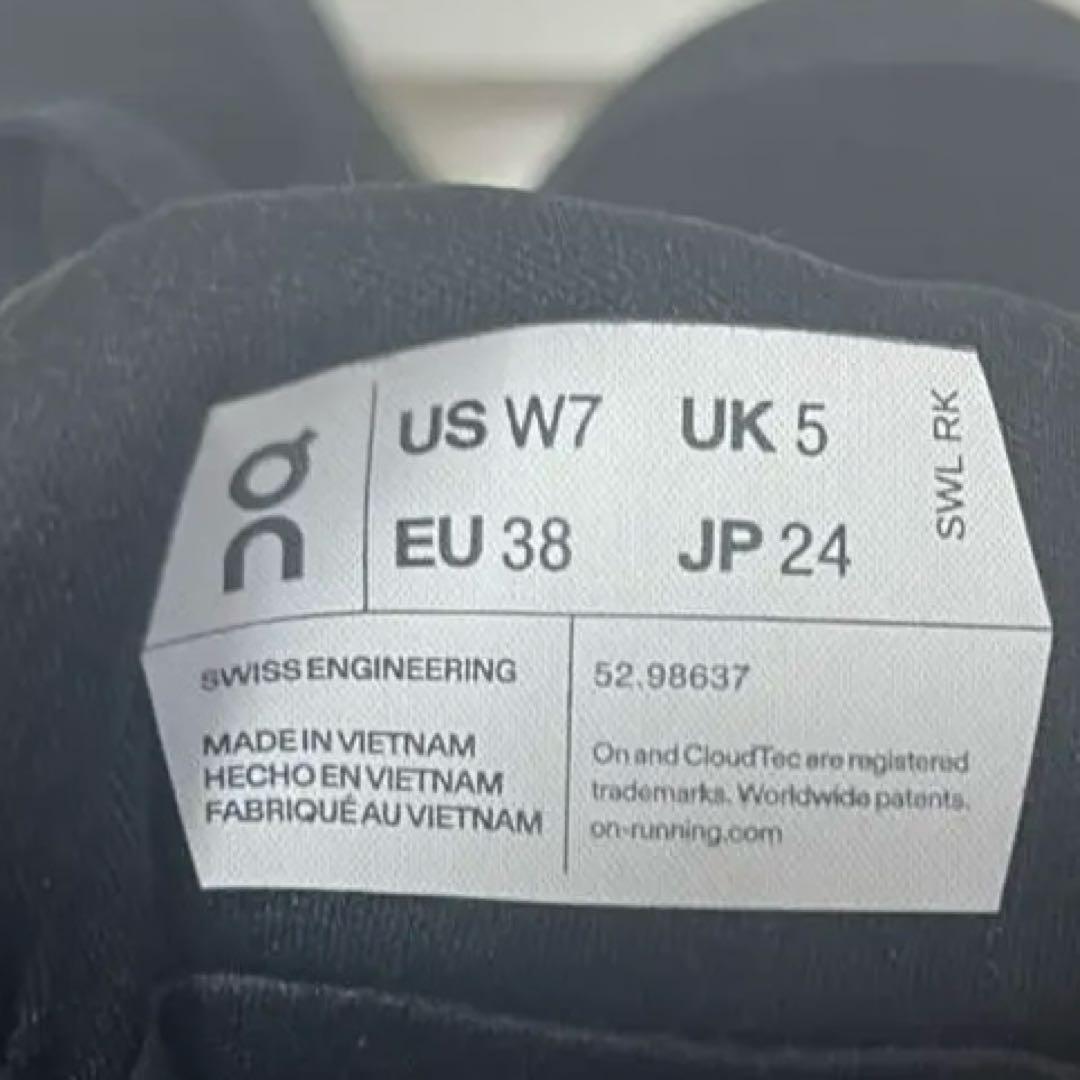 on
US W7 UK 5
EU 38 JP 24
SWL RK
SWISS ENGINEERING
MADE IN VIETNAM
HECHO EN VIETNAM
FABRIQUÉ AU VIETNAM
52.98637
On and CloudTec are registered
trademarks. Worldwide patents.
on-running.com